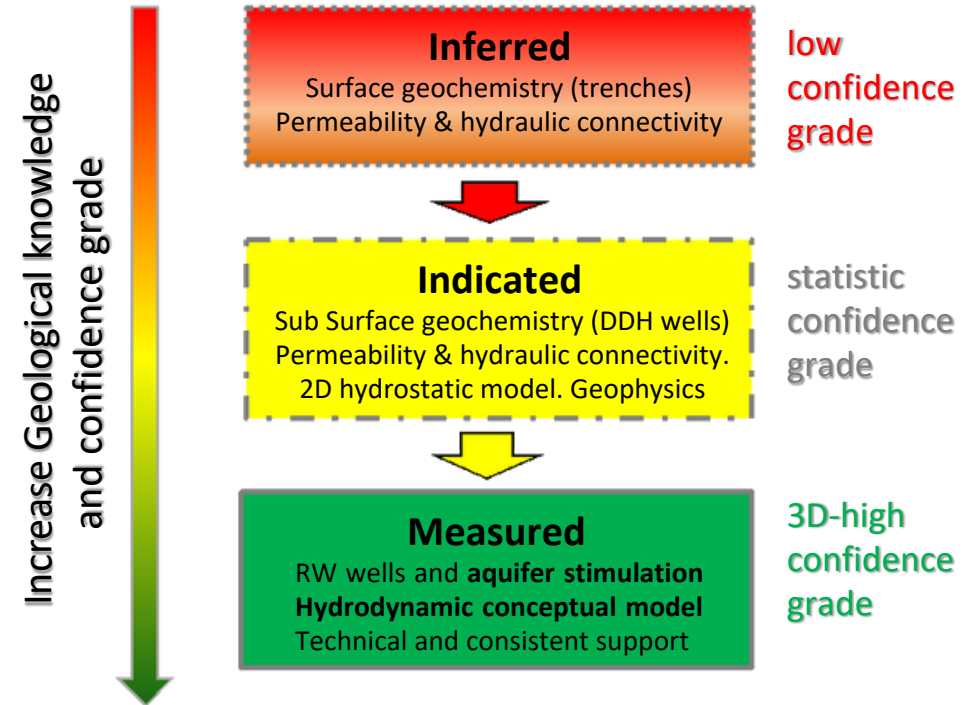 Increase Geological knowledge
and confidence grade
Inferred
Surface geochemistry (trenches)
Permeability & hydraulic connectivity
low
confidence
grade
Indicated
Sub Surface geochemistry (DDH wells)
Permeability & hydraulic connectivity.
2D hydrostatic model. Geophysics
statistic
confidence
grade
Measured
RW wells and aquifer stimulation
Hydrodynamic conceptual model
Technical and consistent support
3D-high
confidence
grade